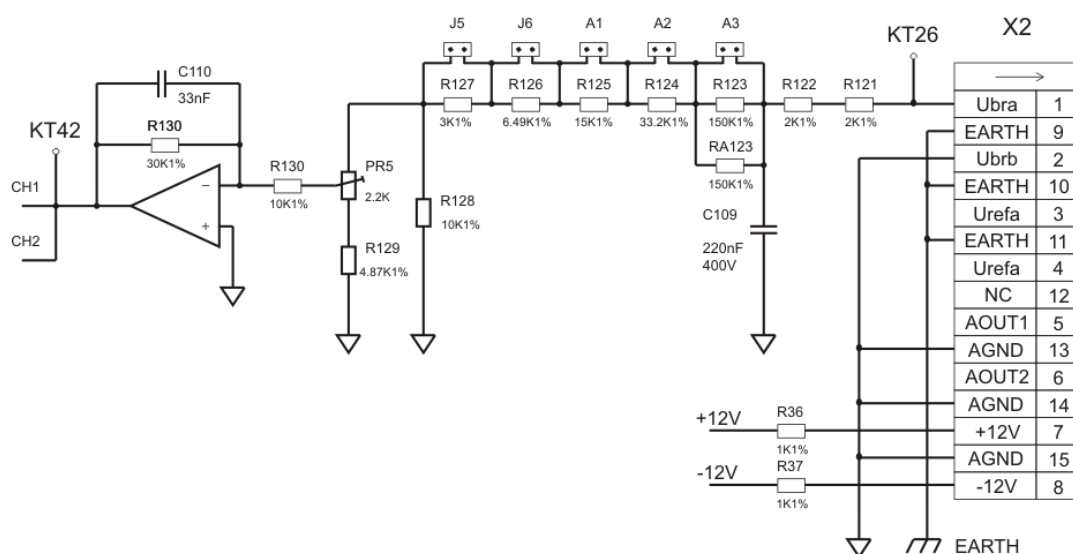 J5 J6 A1 A2 A3 KT26 X2
C110
33nF
R127 R126 R125 R124 R123 R122 R121
3K1% 6.49K1% 15K1% 33.2K1% 150K1% 2K1% 2K1%
KT42
R130
30K1%
RA123
150K1%
CH1
CH2
−
+
R130
10K1%
PR5
2.2K
R128
10K1%
R129
4.87K1%
C109
220nF
400V
Ubra 1
EARTH 9
Ubrb 2
EARTH 10
Urefa 3
EARTH 11
Urefa 4
NC 12
AOUT1 5
AGND 13
AOUT2 6
AGND 14
+12V 7
AGND 15
-12V 8
+12V R36
1K1%
-12V R37
1K1%
EARTH